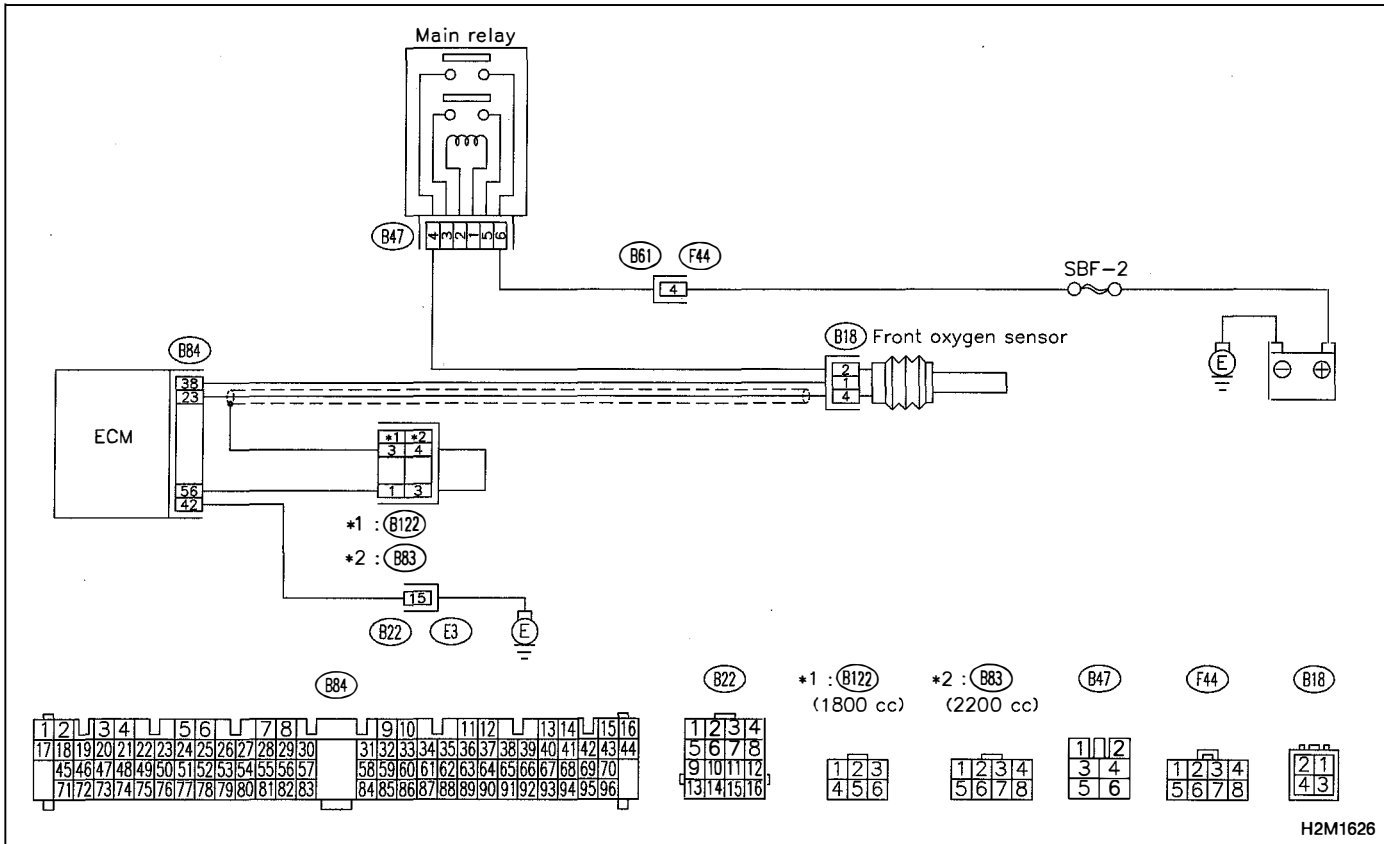 Main relay
B47
4 3 2 1 5 6
B61 F44
4
SBF-2
B18 Front oxygen sensor
2
1
4
E
⊖ ⊕
B84
38
23
ECM
*1 *2
3 4
1 3
56
42
*1 : B122
*2 : B83
15
B22 E3
E
B84
1 2 3 4 5 6 7 8 9 10 11 12 13 14 15 16
17 18 19 20 21 22 23 24 25 26 27 28 29 30 31 32 33 34 35 36 37 38 39 40 41 42 43 44
45 46 47 48 49 50 51 52 53 54 55 56 57 58 59 60 61 62 63 64 65 66 67 68 69 70
71 72 73 74 75 76 77 78 79 80 81 82 83 84 85 86 87 88 89 90 91 92 93 94 95 96
B22
1 2 3 4
5 6 7 8
9 10 11 12
13 14 15 16
*1 : B122
(1800 cc)
1 2 3
4 5 6
*2 : B83
(2200 cc)
1 2 3 4
5 6 7 8
B47
1 2
3 4
5 6
F44
1 2 3 4
5 6 7 8
B18
2 1
4 3
H2M1626